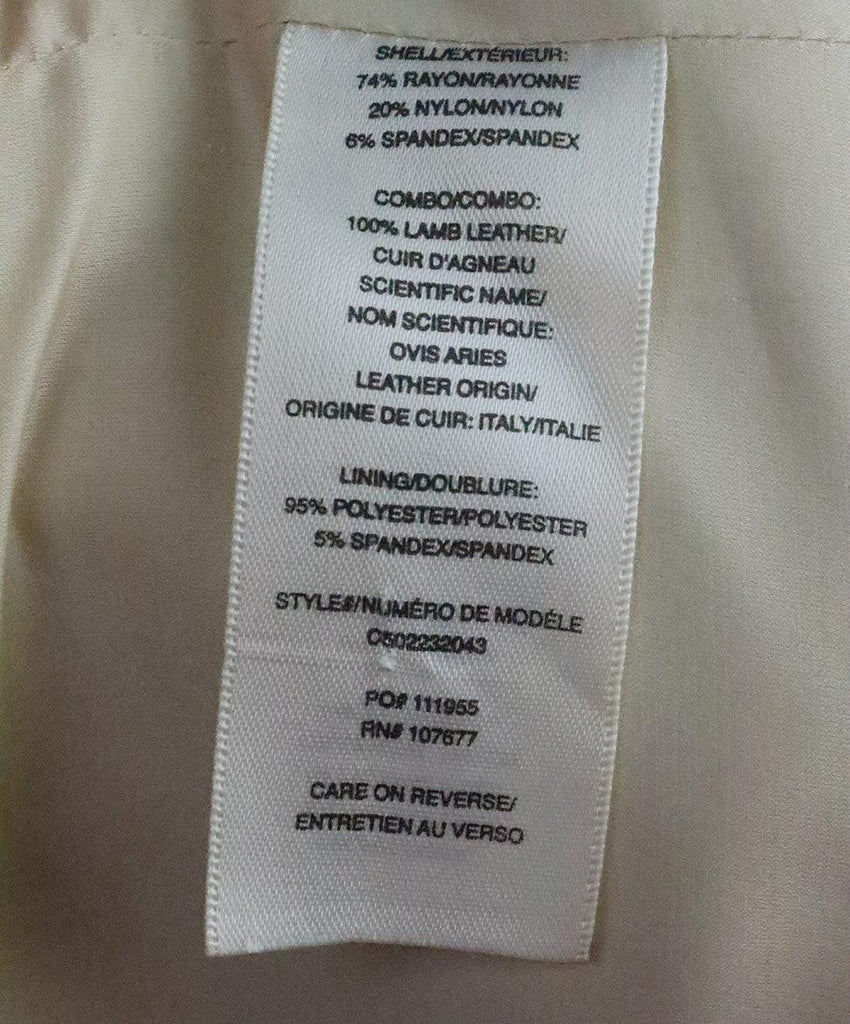 SHELL/EXTÉRIEUR:
74% RAYON/RAYONNE
20% NYLON/NYLON
6% SPANDEX/SPANDEX
COMBO/COMBO:
100% LAMB LEATHER/
CUIR D'AGNEAU
SCIENTIFIC NAME/
NOM SCIENTIFIQUE:
OVIS ARIES
LEATHER ORIGIN/
ORIGINE DE CUIR: ITALY/ITALIE
LINING/DOUBLURE:
95% POLYESTER/POLYESTER
5% SPANDEX/SPANDEX
STYLE#/NUMÉRO DE MODÉLE
C502232043
PO# 111955
RN# 107677
CARE ON REVERSE/
ENTRETIEN AU VERSO